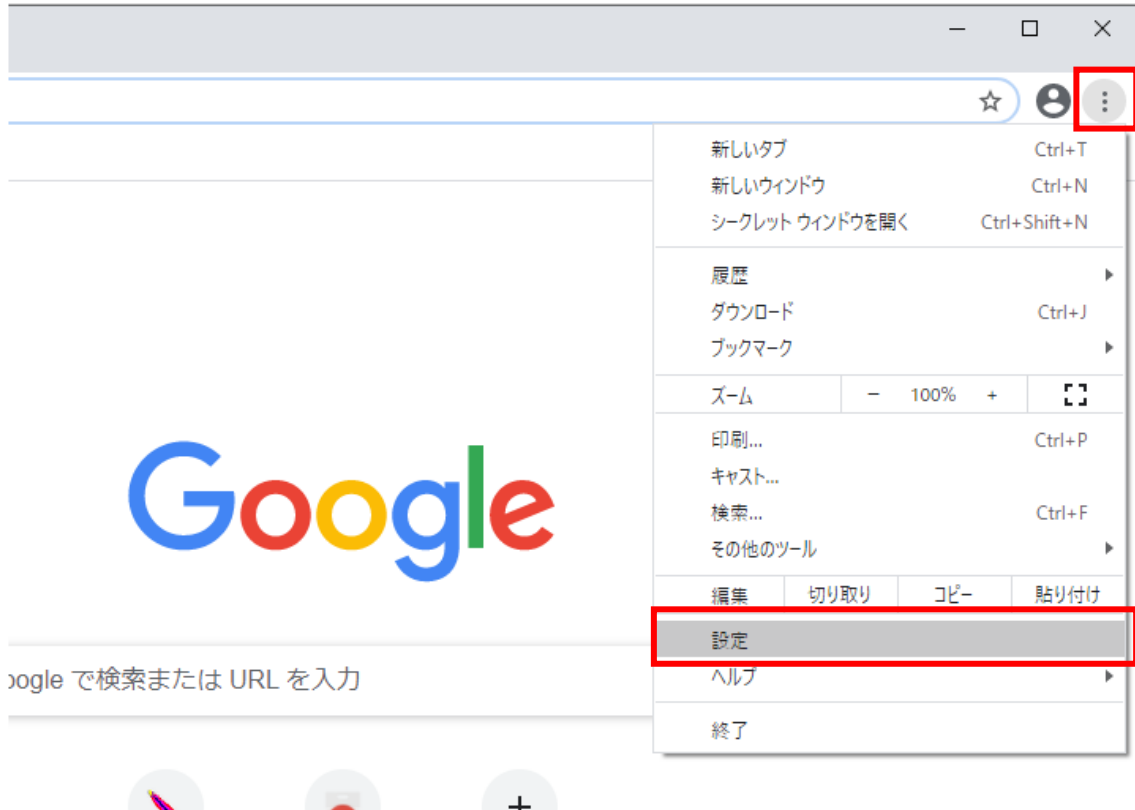 新しいタブ Ctrl+T
新しいウィンドウ Ctrl+N
シークレット ウィンドウを開く Ctrl+Shift+N
履歴
ダウンロード Ctrl+J
ブックマーク
ズーム − 100% +
印刷... Ctrl+P
キャスト...
検索... Ctrl+F
その他のツール
編集 切り取り コピー 貼り付け
設定
ヘルプ
終了
Google
oogle で検索または URL を入力